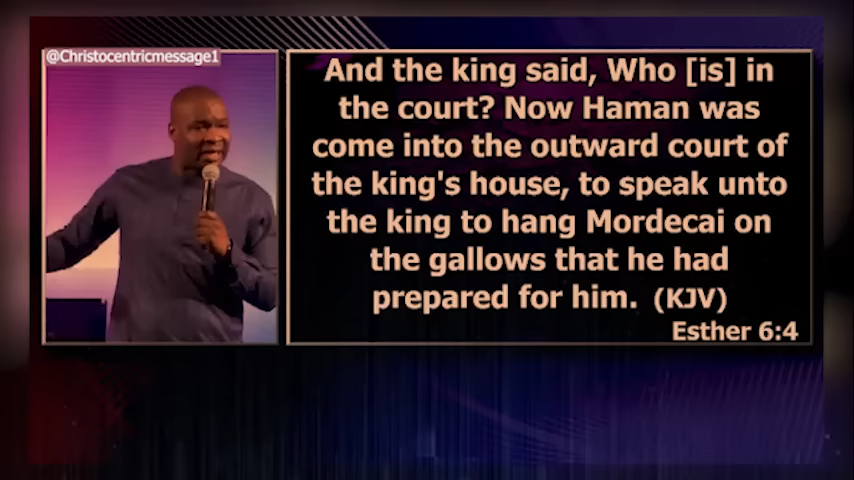 @Christocentricmessage1
And the king said, Who [is] in
the court? Now Haman was
come into the outward court of
the king's house, to speak unto
the king to hang Mordecai on
the gallows that he had
prepared for him. (KJV)
Esther 6:4